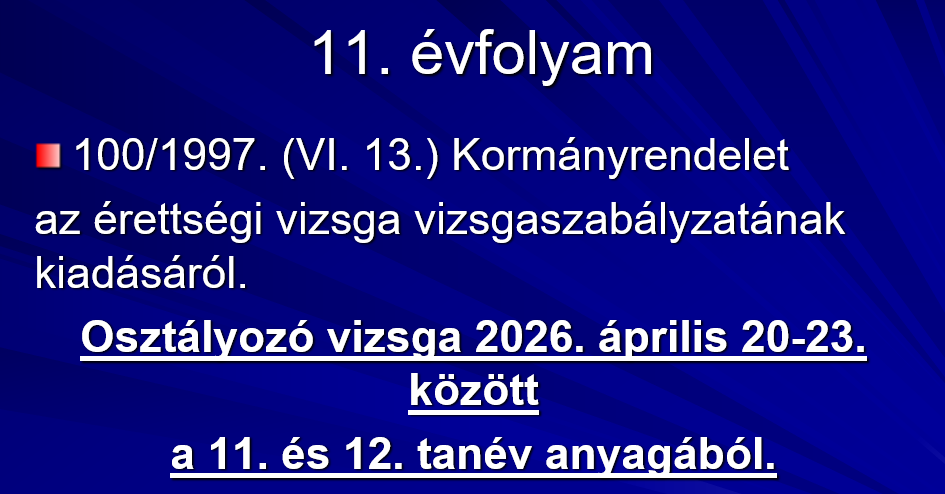 11. évfolyam
100/1997. (VI. 13.) Kormányrendelet
az érettségi vizsga vizsgaszabályzatának
kiadásáról.
Osztályozó vizsga 2026. április 20-23.
között
a 11. és 12. tanév anyagából.